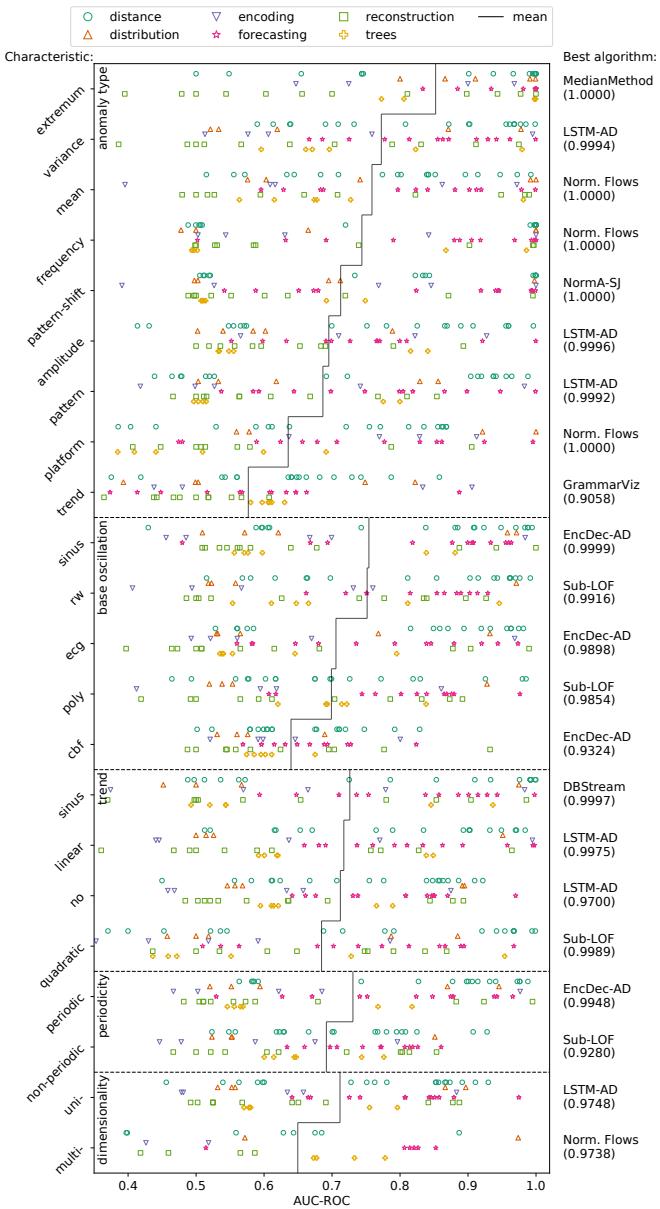 distance encoding reconstruction mean
distribution forecasting trees
Characteristic: Best algorithm:
anomaly type
extremum MedianMethod
(1.0000)
variance LSTM-AD
(0.9994)
mean Norm. Flows
(1.0000)
frequency Norm. Flows
(1.0000)
pattern-shift NormA-SJ
(1.0000)
amplitude LSTM-AD
(0.9996)
pattern LSTM-AD
(0.9992)
platform Norm. Flows
(1.0000)
trend GrammarViz
(0.9058)
base oscillation
sinus EncDec-AD
(0.9999)
rw Sub-LOF
(0.9916)
ecg EncDec-AD
(0.9898)
poly Sub-LOF
(0.9854)
cbf EncDec-AD
(0.9324)
trend
sinus DBStream
(0.9997)
linear LSTM-AD
(0.9975)
no LSTM-AD
(0.9700)
quadratic Sub-LOF
(0.9989)
periodicity
periodic EncDec-AD
(0.9948)
non-periodic Sub-LOF
(0.9280)
dimensionality
uni- LSTM-AD
(0.9748)
multi- Norm. Flows
(0.9738)
0.4 0.5 0.6 0.7 0.8 0.9 1.0
AUC-ROC